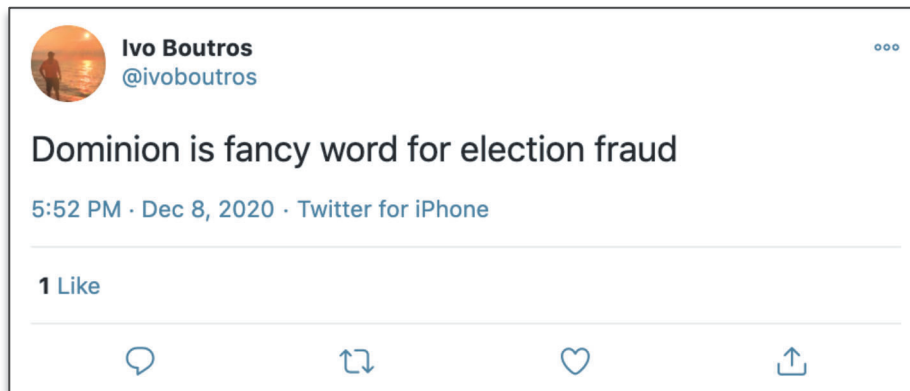 Ivo Boutros
@ivoboutros
Dominion is fancy word for election fraud
5:52 PM · Dec 8, 2020 · Twitter for iPhone
1 Like